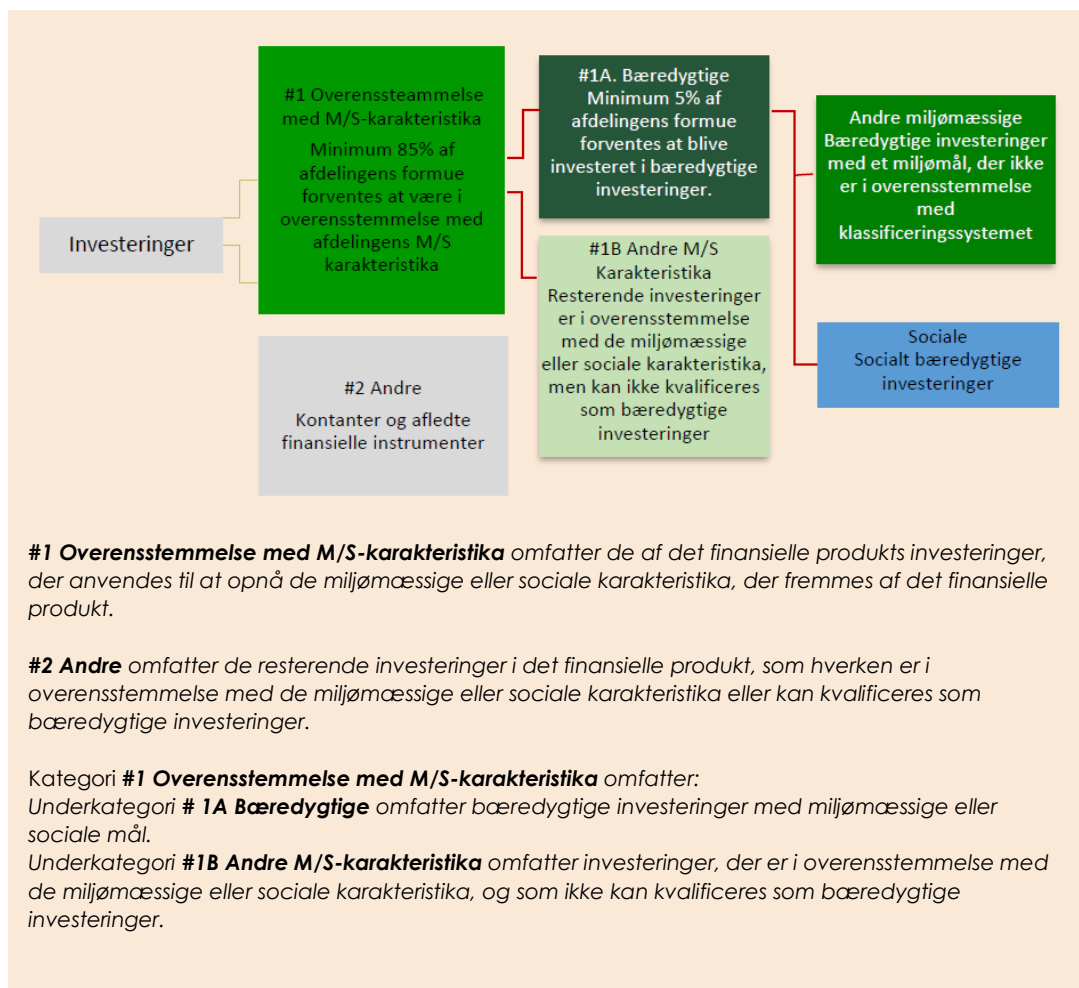 Investeringer
#1 Overenssteammelse
med M/S-karakteristika
Minimum 85% af
afdelingens formue
forventes at være i
overensstemmelse med
afdelingens M/S
karakteristika
#2 Andre
Kontanter og afledte
finansielle instrumenter
#1A. Bæredygtige
Minimum 5% af
afdelingens formue
forventes at blive
investeret i bæredygtige
investeringer.
#1B Andre M/S
Karakteristika
Resterende investeringer
er i overensstemmelse
med de miljømæssige
eller sociale karakteristika,
men kan ikke kvalificeres
som bæredygtige
investeringer
Andre miljømæssige
Bæredygtige investeringer
med et miljømål, der ikke
er i overensstemmelse
med
klassificeringssystemet
Sociale
Socialt bæredygtige
investeringer
#1 Overensstemmelse med M/S-karakteristika omfatter de af det finansielle produkts investeringer,
der anvendes til at opnå de miljømæssige eller sociale karakteristika, der fremmes af det finansielle
produkt.
#2 Andre omfatter de resterende investeringer i det finansielle produkt, som hverken er i
overensstemmelse med de miljømæssige eller sociale karakteristika eller kan kvalificeres som
bæredygtige investeringer.
Kategori #1 Overensstemmelse med M/S-karakteristika omfatter:
Underkategori # 1A Bæredygtige omfatter bæredygtige investeringer med miljømæssige eller
sociale mål.
Underkategori #1B Andre M/S-karakteristika omfatter investeringer, der er i overensstemmelse med
de miljømæssige eller sociale karakteristika, og som ikke kan kvalificeres som bæredygtige
investeringer.